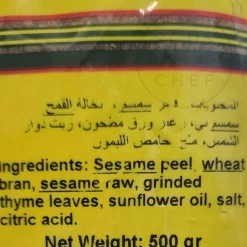 CHEF
المحتويات: قشر سمسم، نخالة القمح
سمسم ني، زعتر ورق مطحون، زيت دوار
الشمس، ملح حامض الليمون
ingredients: Sesame peel, wheat
bran, sesame raw, grinded
thyme leaves, sunflower oil, salt,
citric acid.
Net Weight: 500 gr